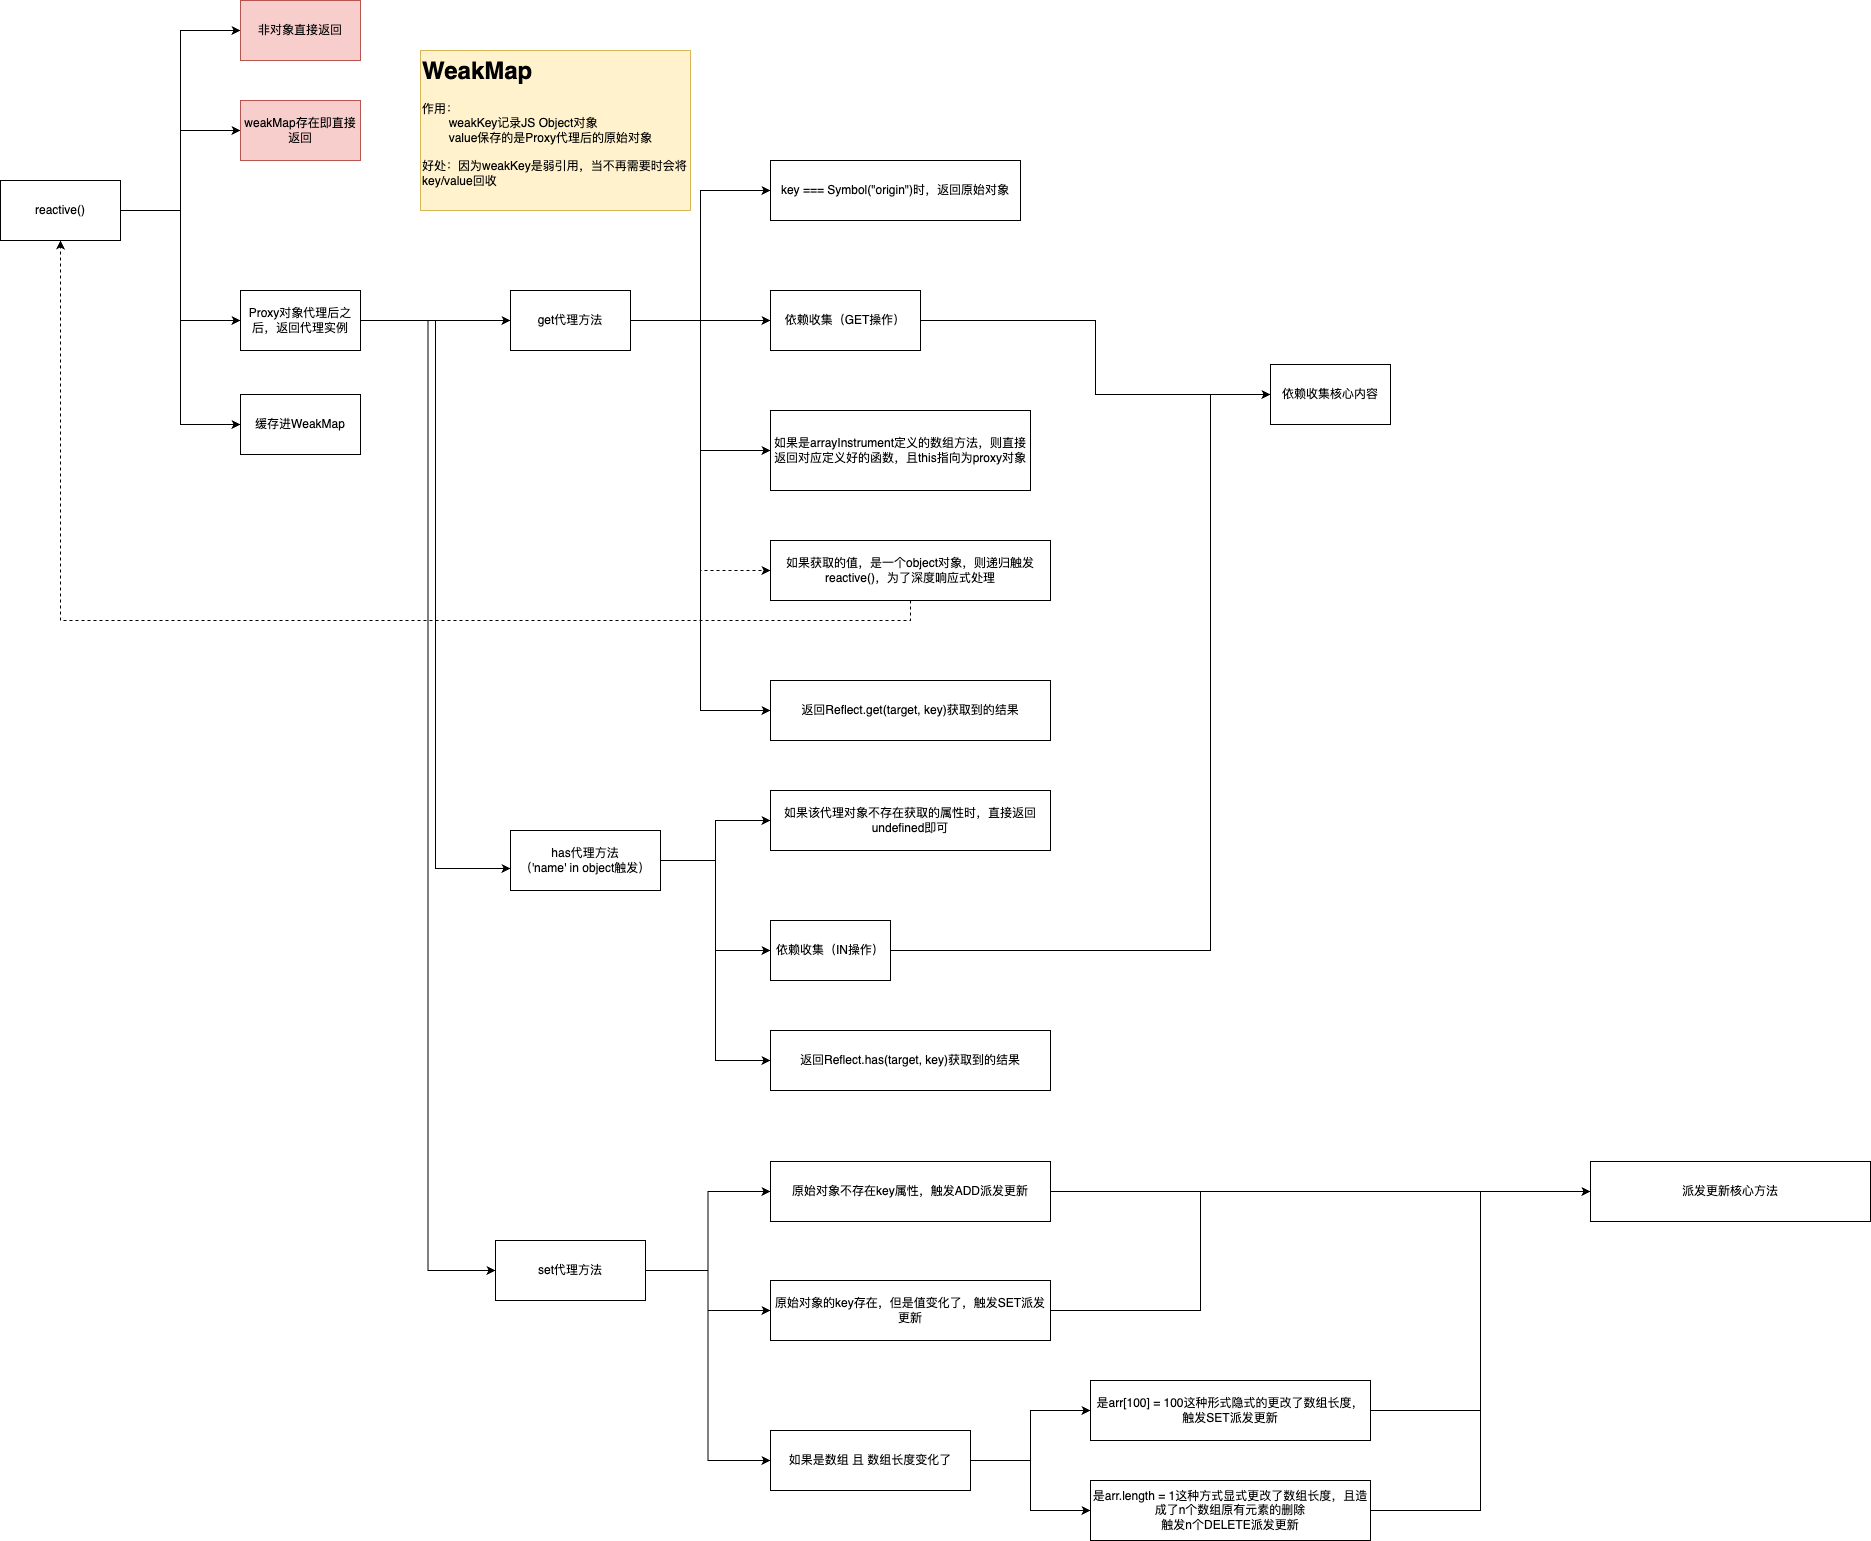 非对象直接返回
WeakMap
作用：
weakKey记录JS Object对象
value保存的是Proxy代理后的原始对象
好处：因为weakKey是弱引用，当不再需要时会将
key/value回收
weakMap存在即直接
返回
reactive()
key === Symbol("origin")时，返回原始对象
Proxy对象代理后之
后，返回代理实例
get代理方法
依赖收集（GET操作）
依赖收集核心内容
缓存进WeakMap
如果是arrayInstrument定义的数组方法，则直接
返回对应定义好的函数，且this指向为proxy对象
如果获取的值，是一个object对象，则递归触发
reactive()，为了深度响应式处理
返回Reflect.get(target, key)获取到的结果
如果该代理对象不存在获取的属性时，直接返回
undefined即可
has代理方法
（'name' in object触发）
依赖收集（IN操作）
返回Reflect.has(target, key)获取到的结果
原始对象不存在key属性，触发ADD派发更新
派发更新核心方法
set代理方法
原始对象的key存在，但是值变化了，触发SET派发
更新
是arr[100] = 100这种形式隐式的更改了数组长度，
触发SET派发更新
如果是数组 且 数组长度变化了
是arr.length = 1这种方式显式更改了数组长度，且造
成了n个数组原有元素的删除
触发n个DELETE派发更新